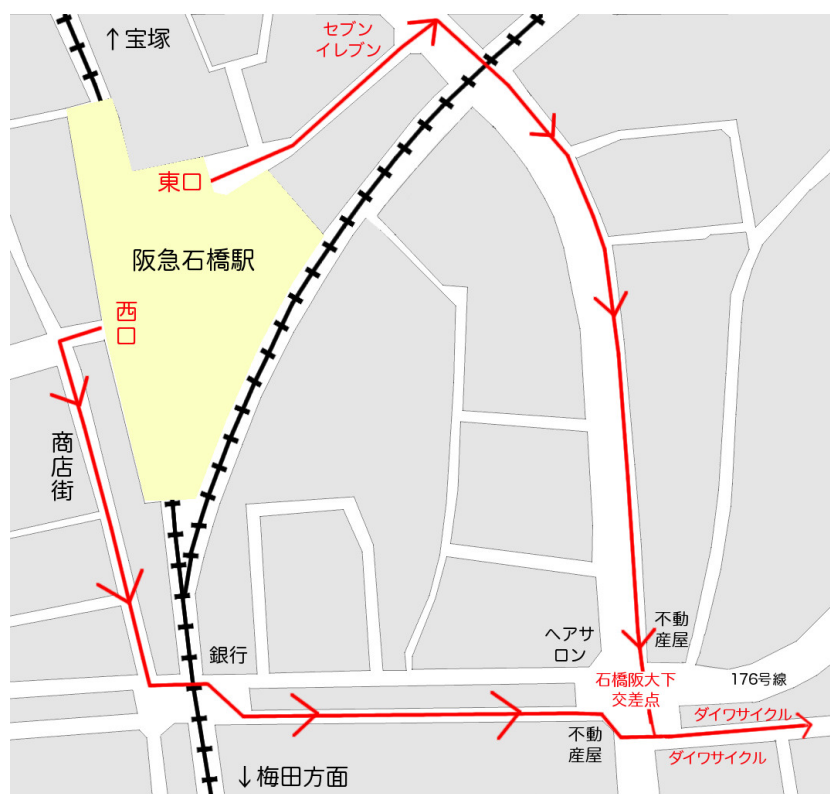 ↑宝塚
セブン
イレブン
東口
阪急石橋駅
西
口
商
店
街
ヘアサ
ロン
不動
産屋
銀行
石橋阪大下
交差点
176号線
ダイワサイクル
不動
産屋
ダイワサイクル
↓梅田方面